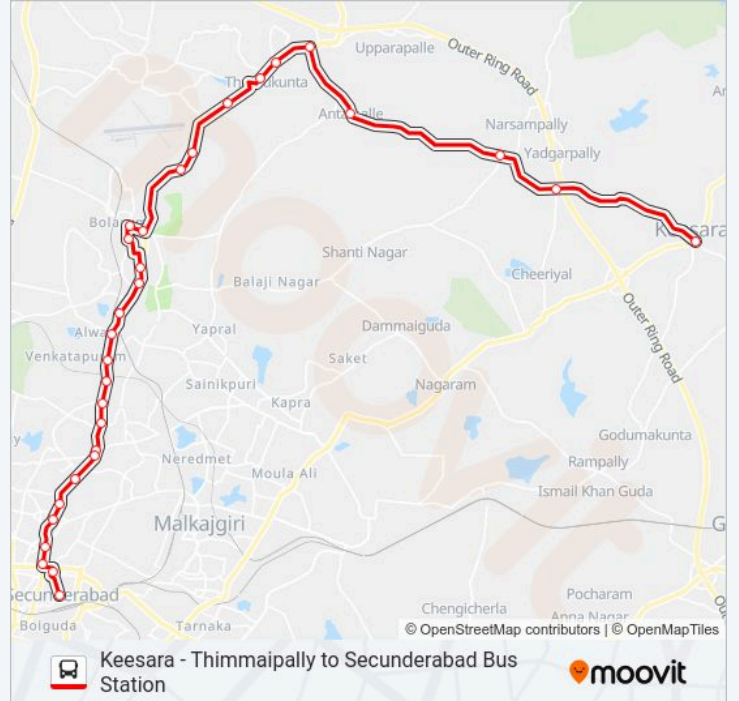 Upparapalle
Outer Ring Road
Narsampally
Yadgarpally
Shanti Nagar
Balaji Nagar
Cheeriyal
Dammaiguda
Yapral
Saket
Outer Ring Road
Sainikpuri
Nagaram
Kapra
Godumakunta
Neredmet
Moula Ali
Rampally
Ismail Khan Guda
Malkajgiri
Secunderabad
Pocharam
Chengicherla
Anna Nagar
Boiguda
Tarnaka
© OpenStreetMap contributors | © OpenMapTiles
Keesara - Thimmaipally to Secunderabad Bus
Station
moovit